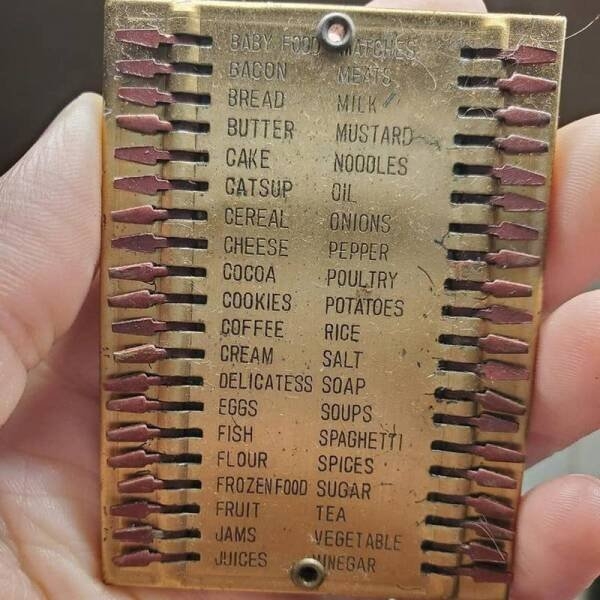 BABY FOOD MATCHES
BACON MEATS
BREAD MILK
BUTTER MUSTARD
CAKE NOODLES
CATSUP OIL
CEREAL ONIONS
CHEESE PEPPER
COCOA POULTRY
COOKIES POTATOES
COFFEE RICE
CREAM SALT
DELICATESS SOAP
EGGS SOUPS
FISH SPAGHETTI
FLOUR SPICES
FROZEN FOOD SUGAR
FRUIT TEA
JAMS VEGETABLE
JUICES VINEGAR